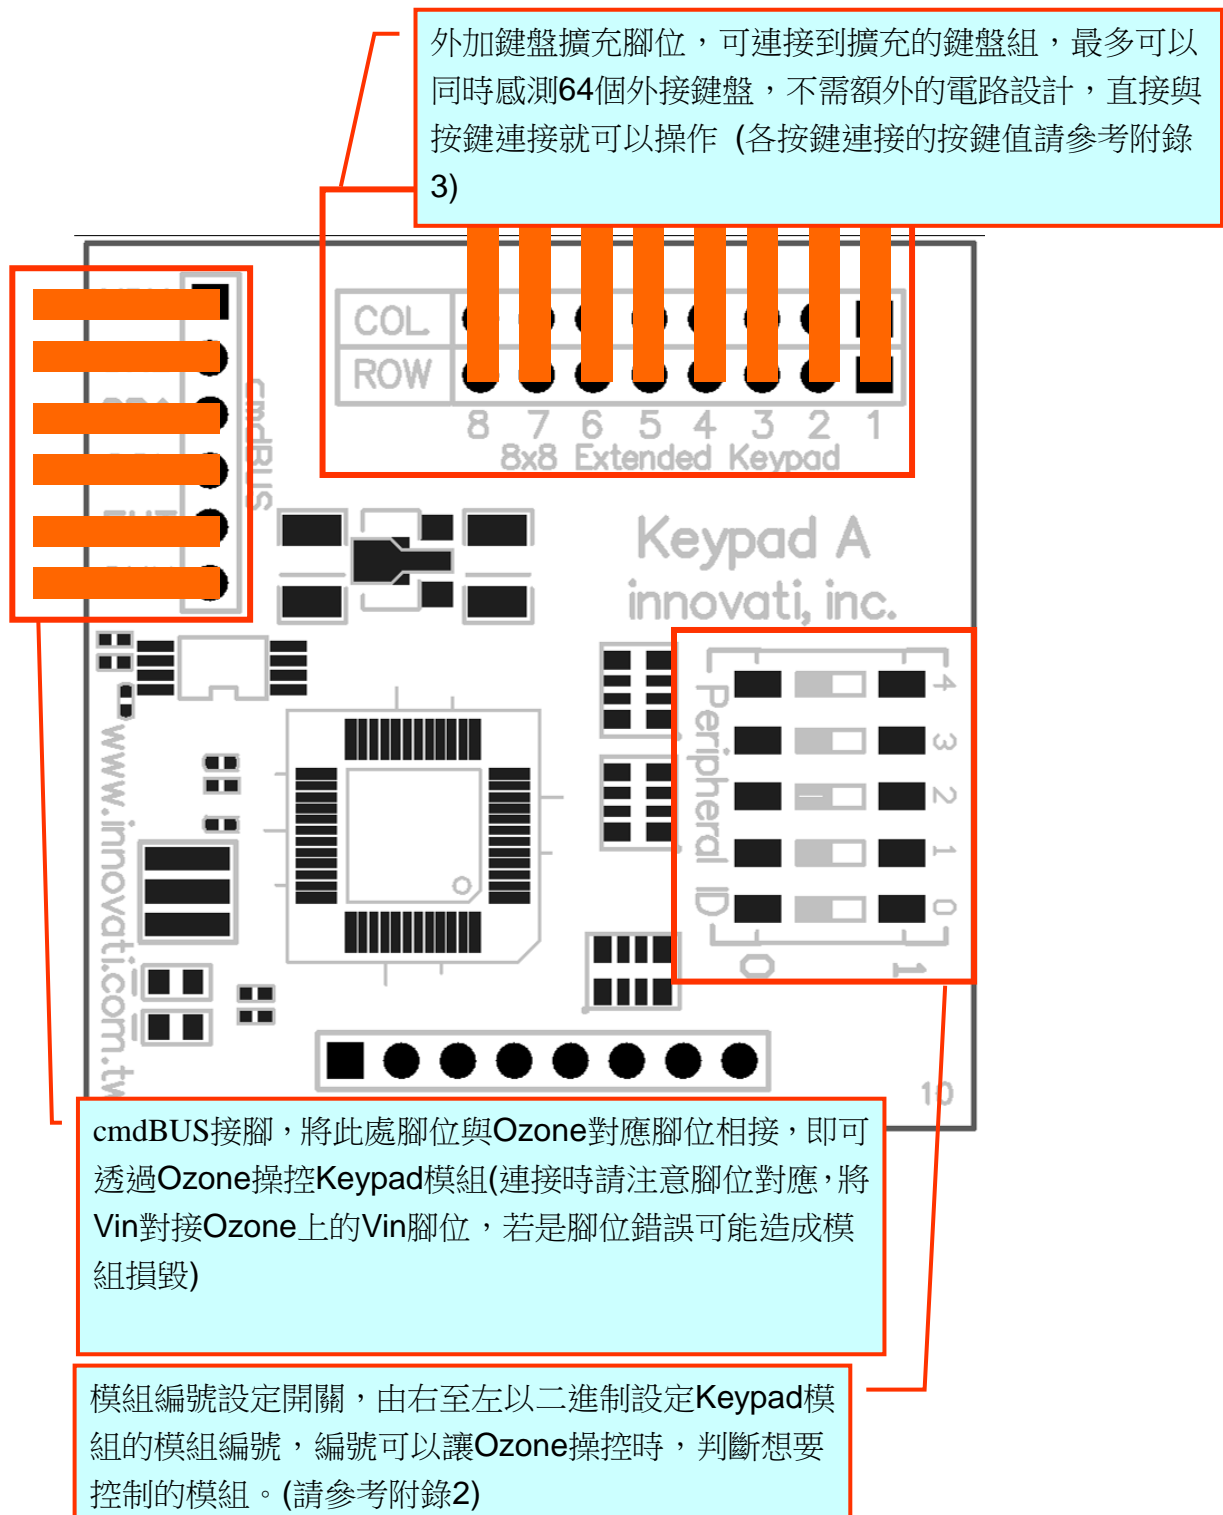 外加鍵盤擴充腳位，可連接到擴充的鍵盤組，最多可以
同時感測64個外接鍵盤，不需額外的電路設計，直接與
按鍵連接就可以操作 (各按鍵連接的按鍵值請參考附錄
3)
COL
ROW
8 7 6 5 4 3 2 1
8x8 Extended Keypad
cmdBUS
Keypad A
innovati, inc.
Peripheral ID
4
3
2
1
0
0 1
www.innovati.com.tw
10
cmdBUS接腳，將此處腳位與Ozone對應腳位相接，即可
透過Ozone操控Keypad模組(連接時請注意腳位對應，將
Vin對接Ozone上的Vin腳位，若是腳位錯誤可能造成模
組損毀)
模組編號設定開關，由右至左以二進制設定Keypad模
組的模組編號，編號可以讓Ozone操控時，判斷想要
控制的模組。(請參考附錄2)